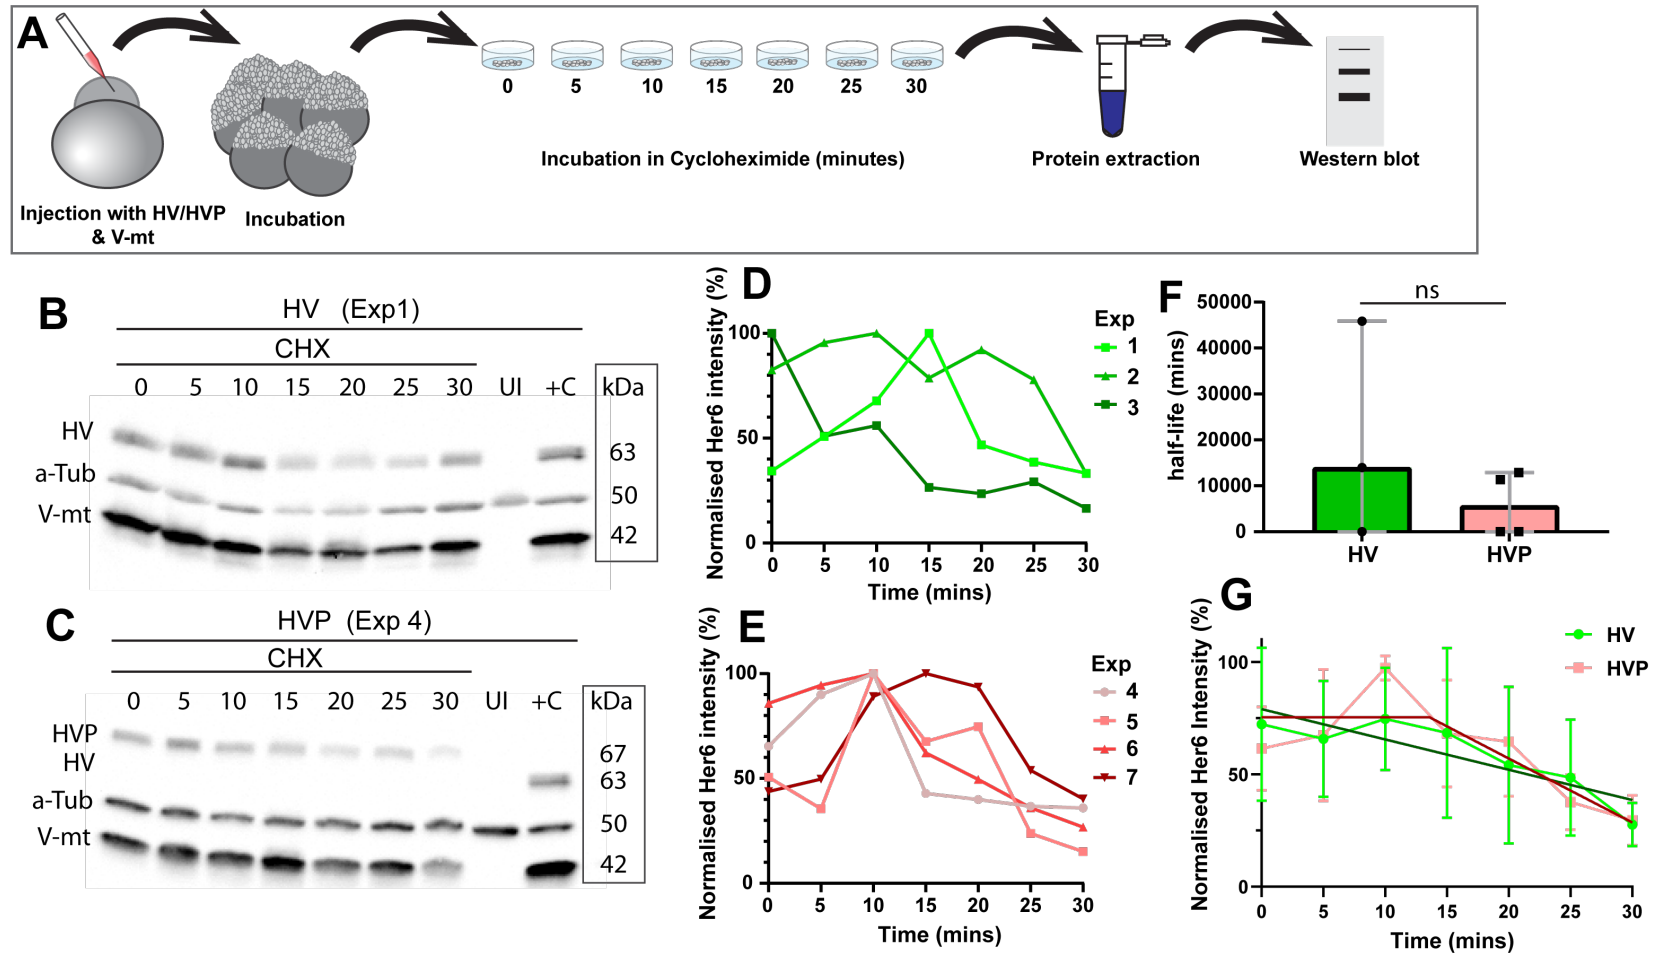 A
0 5 10 15 20 25 30
Incubation in Cycloheximide (minutes)
Protein extraction
Western blot
Injection with HV/HVP
& V-mt
Incubation
B
HV (Exp1)
CHX
0 5 10 15 20 25 30 UI +C kDa
HV
a-Tub
V-mt
63
50
42
C
HVP (Exp 4)
CHX
0 5 10 15 20 25 30 UI +C kDa
HVP
HV
a-Tub
V-mt
67
63
50
42
D
Normalised Her6 intensity (%)
100
50
0
0 5 10 15 20 25 30
Time (mins)
Exp
1
2
3
E
Normalised Her6 intensity (%)
100
50
0
0 5 10 15 20 25 30
Time (mins)
Exp
4
5
6
7
F
half-life (mins)
50000
40000
30000
20000
10000
0
ns
HV HVP
G
Normalised Her6 Intensity (%)
100
50
0
0 5 10 15 20 25 30
Time (mins)
HV
HVP